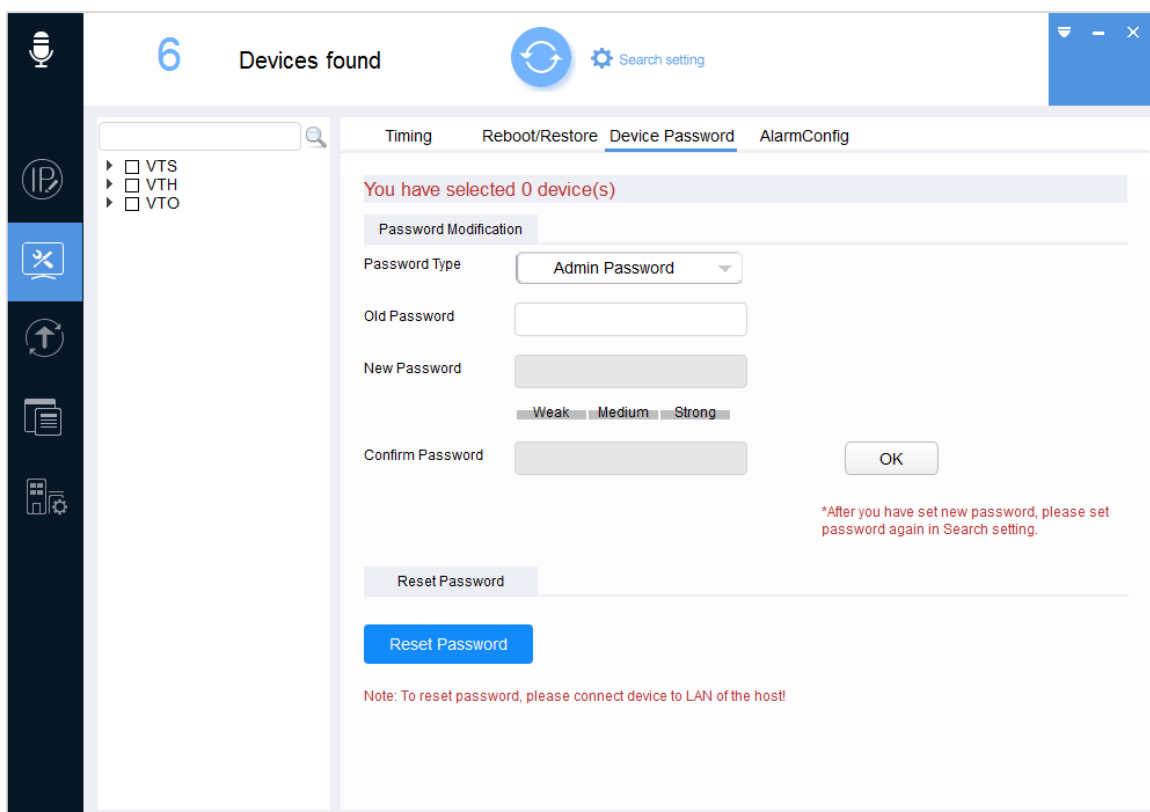 6 Devices found
Search setting
Timing Reboot/Restore Device Password AlarmConfig
VTS
VTH
VTO
You have selected 0 device(s)
Password Modification
Password Type Admin Password
Old Password
New Password
Weak Medium Strong
Confirm Password
OK
*After you have set new password, please set
password again in Search setting.
Reset Password
Reset Password
Note: To reset password, please connect device to LAN of the host!
IP